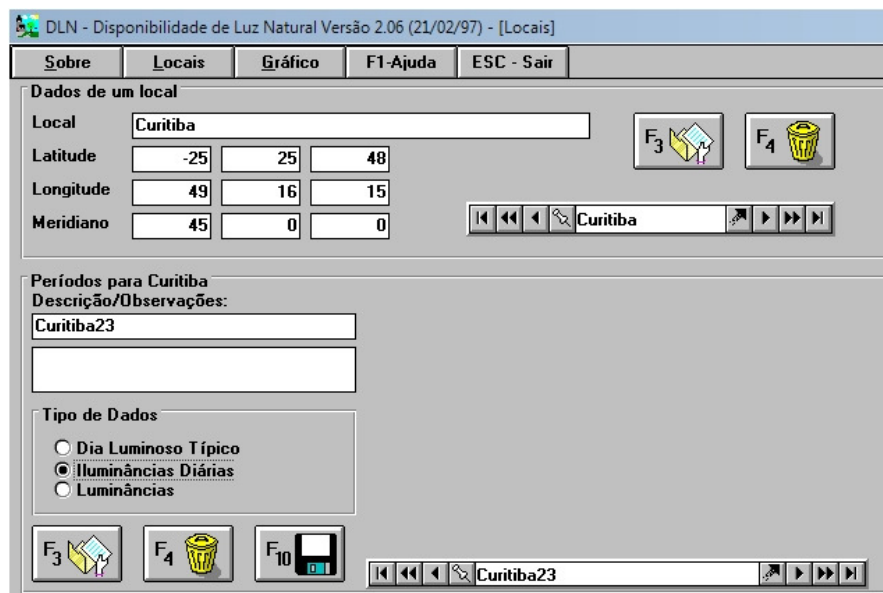 DLN - Disponibilidade de Luz Natural Versão 2.06 (21/02/97) - [Locais]
Sobre Locais Gráfico F1-Ajuda ESC - Sair
Dados de um local
Local Curitiba
Latitude -25 25 48
Longitude 49 16 15
Meridiano 45 0 0
F3 F4
Curitiba
Períodos para Curitiba
Descrição/Observações:
Curitiba23
Tipo de Dados
Dia Luminoso Típico
Iluminâncias Diárias
Luminâncias
F3 F4 F10
Curitiba23